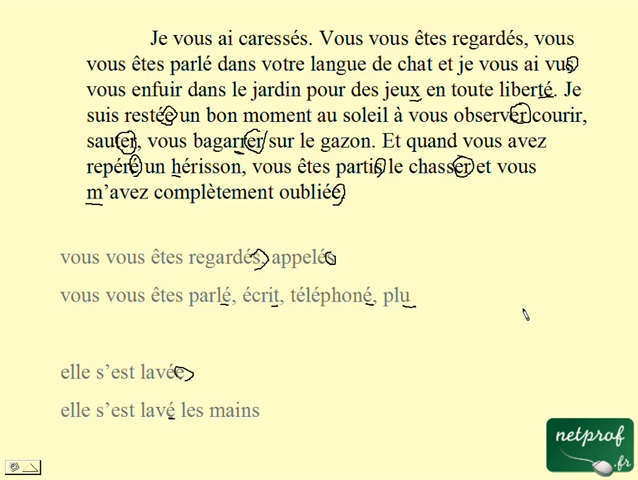 Je vous ai caressés. Vous vous êtes regardés, vous
vous êtes parlé dans votre langue de chat et je vous ai vus
vous enfuir dans le jardin pour des jeux en toute liberté. Je
suis restée un bon moment au soleil à vous observer courir,
sauter, vous bagarrer sur le gazon. Et quand vous avez
repéré un hérisson, vous êtes partis le chasser et vous
m’avez complètement oubliée.
vous vous êtes regardés, appelés
vous vous êtes parlé, écrit, téléphoné, plu
elle s’est lavée
elle s’est lavé les mains
netprof
.fr